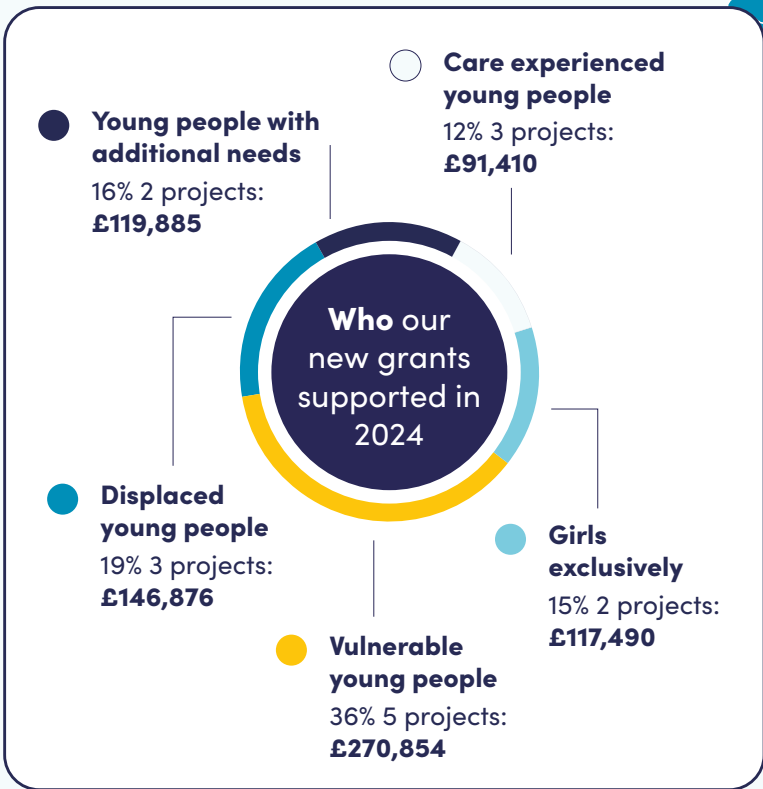 Care experienced
young people
12% 3 projects:
£91,410
Young people with
additional needs
16% 2 projects:
£119,885
Who our
new grants
supported in
2024
Displaced
young people
19% 3 projects:
£146,876
Girls
exclusively
15% 2 projects:
£117,490
Vulnerable
young people
36% 5 projects:
£270,854